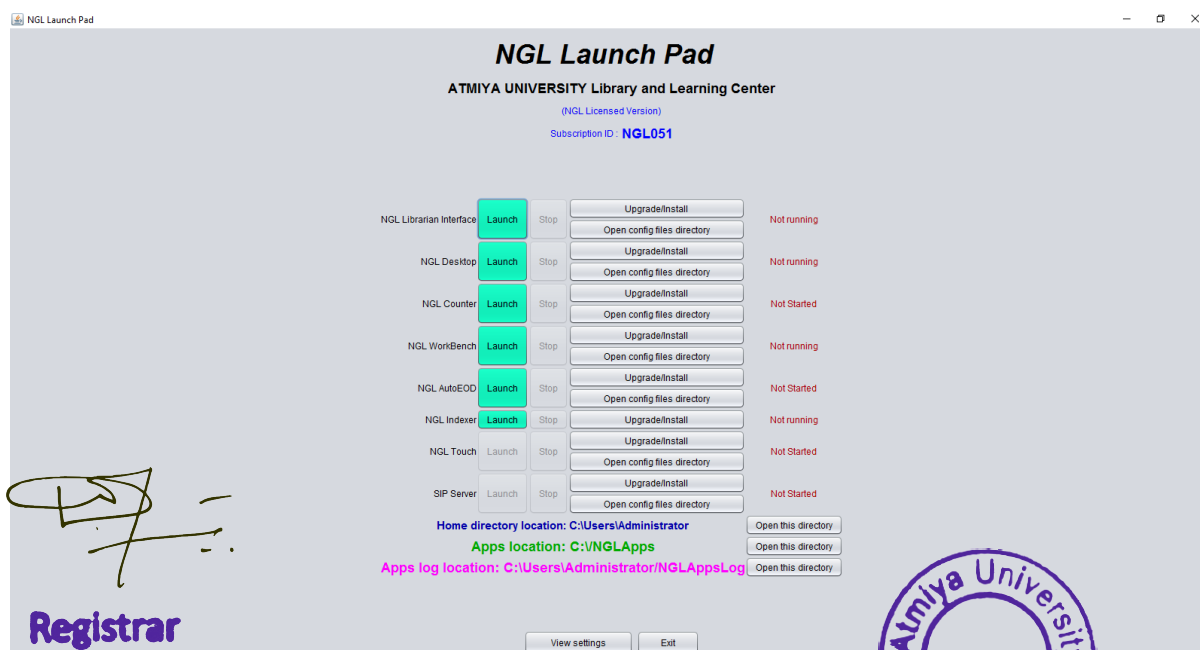 NGL Launch Pad
NGL Launch Pad
ATMIYA UNIVERSITY Library and Learning Center
(NGL Licensed Version)
Subscription ID : NGL051
NGL Librarian Interface Launch Stop Upgrade/Install Not running
Open config files directory
NGL Desktop Launch Stop Upgrade/Install Not running
Open config files directory
NGL Counter Launch Stop Upgrade/Install Not Started
Open config files directory
NGL WorkBench Launch Stop Upgrade/Install Not running
Open config files directory
NGL AutoEOD Launch Stop Upgrade/Install Not Started
Open config files directory
NGL Indexer Launch Stop Upgrade/Install Not running
NGL Touch Launch Stop Upgrade/Install Not Started
Open config files directory
SIP Server Launch Stop Upgrade/Install Not Started
Open config files directory
Home directory location: C:\Users\Administrator Open this directory
Apps location: C:\/NGLApps Open this directory
Apps log location: C:\Users\Administrator/NGLAppsLog Open this directory
Registrar
View settings Exit
Atmiya Universit